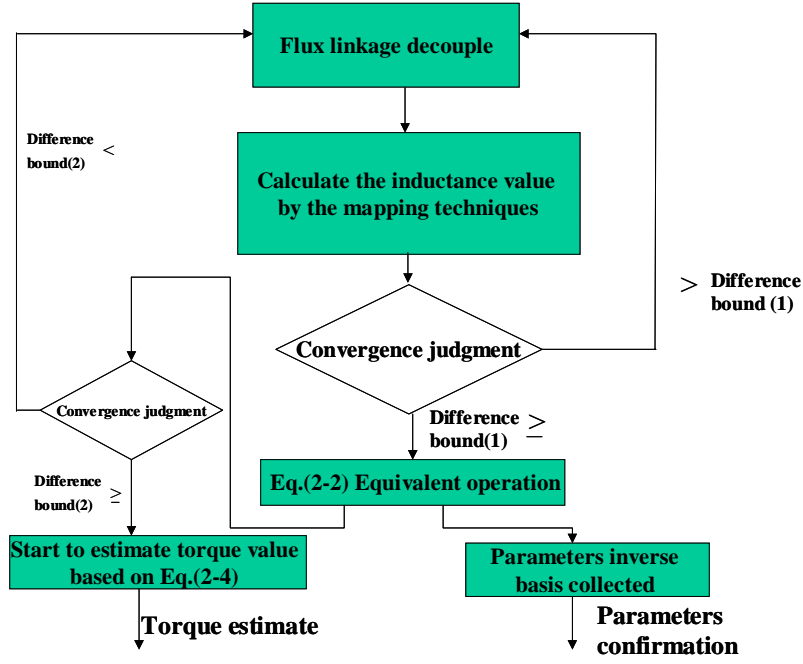 Flux linkage decouple
Difference
bound(2) <
Calculate the inductance value
by the mapping techniques
> Difference
bound (1)
Convergence judgment
Convergence judgment
Difference
bound(1) ≥
Eq.(2-2) Equivalent operation
Difference
bound(2) ≥
Start to estimate torque value
based on Eq.(2-4)
Parameters inverse
basis collected
Torque estimate
Parameters
confirmation